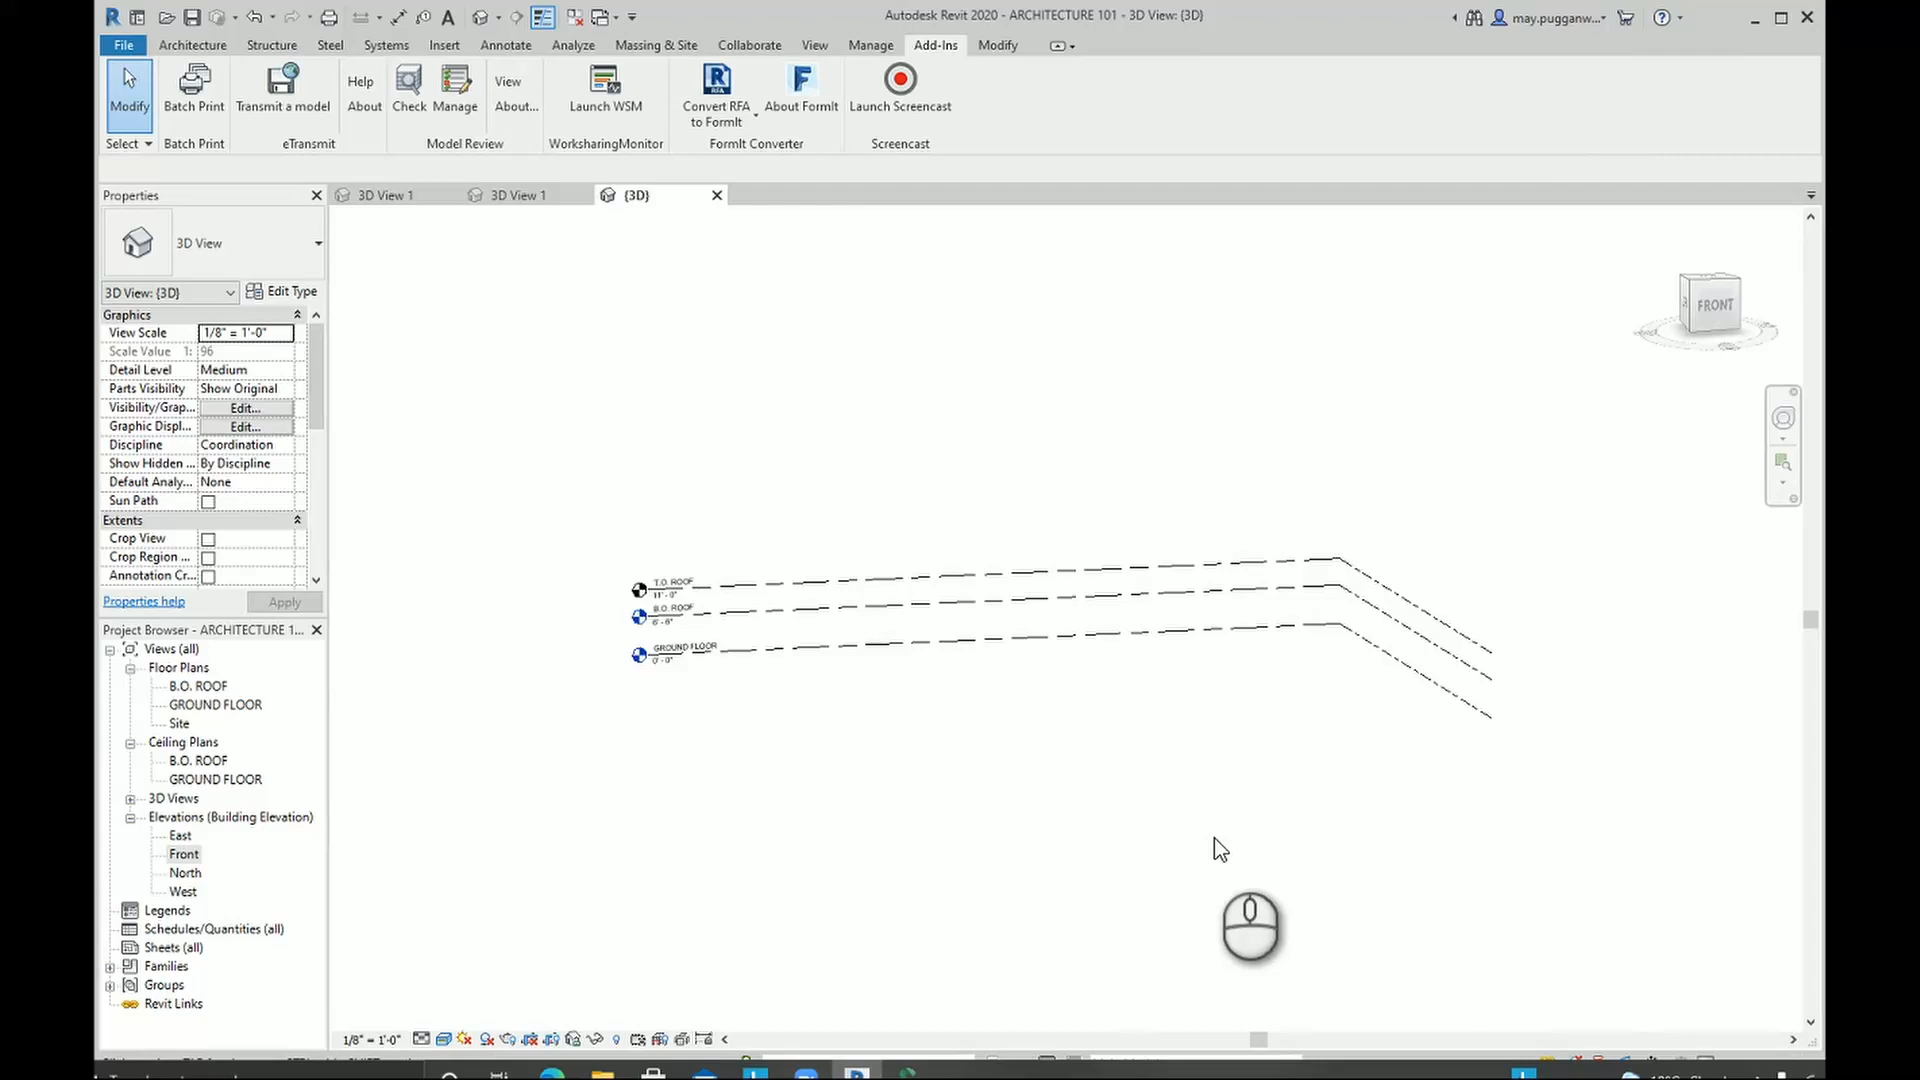 Autodesk Revit 2020 - ARCHITECTURE 101 - 3D View: {3D}
may.pugganw...
File Architecture Structure Steel Systems Insert Annotate Analyze Massing & Site Collaborate View Manage Add-Ins Modify
Modify
Batch Print
Transmit a model
Help
About
Check
Manage
View
About...
Launch WSM
Convert RFA
to FormIt
About FormIt
Launch Screencast
Select
Batch Print
eTransmit
Model Review
WorksharingMonitor
FormIt Converter
Screencast
Properties
3D View 1
3D View 1
{3D}
3D View
3D View: {3D}
Edit Type
Graphics
View Scale 1/8" = 1'-0"
Scale Value 1: 96
Detail Level Medium
Parts Visibility Show Original
Visibility/Grap... Edit...
Graphic Displ... Edit...
Discipline Coordination
Show Hidden ... By Discipline
Default Analy... None
Sun Path
Extents
Crop View
Crop Region ...
Annotation Cr...
Properties help
Apply
FRONT
T.O. ROOF
11' - 0"
B.O. ROOF
6' - 6"
GROUND FLOOR
0' - 0"
Project Browser - ARCHITECTURE 1...
Views (all)
Floor Plans
B.O. ROOF
GROUND FLOOR
Site
Ceiling Plans
B.O. ROOF
GROUND FLOOR
3D Views
Elevations (Building Elevation)
East
Front
North
West
Legends
Schedules/Quantities (all)
Sheets (all)
Families
Groups
Revit Links
1/8" = 1'-0"